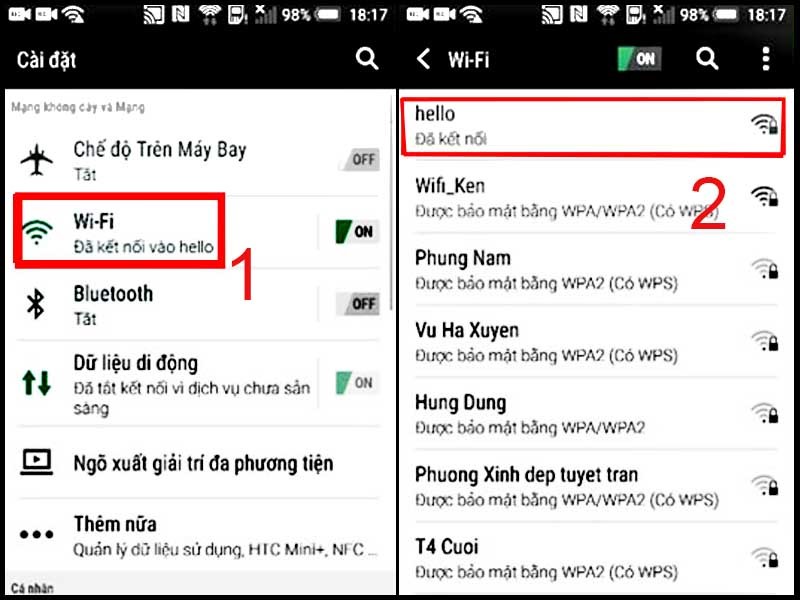 98% 18:17
Cài đặt
Mạng không cây và Mạng
Chế độ Trên Máy Bay
Tắt
OFF
Wi-Fi
Đã kết nối vào hello
ON
1
Bluetooth
Tắt
OFF
Dữ liệu di động
Đã tắt kết nối vì dịch vụ chưa sẵn
sàng
ON
Ngõ xuất giải trí đa phương tiện
Thêm nữa
Quản lý dữ liệu sử dụng, HTC Mini+, NFC ...
Cá nhân
98% 18:17
Wi-Fi
ON
hello
Đã kết nối
Wifi_Ken
Được bảo mật bằng WPA/WPA2 (Có WPS)
2
Phung Nam
Được bảo mật bằng WPA2 (Có WPS)
Vu Ha Xuyen
Được bảo mật bằng WPA2 (Có WPS)
Hung Dung
Được bảo mật bằng WPA/WPA2
Phuong Xinh dep tuyet tran
Được bảo mật bằng WPA/WPA2 (Có WPS)
T4 Cuoi
Được bảo mật bằng WPA2 (Có WPS)